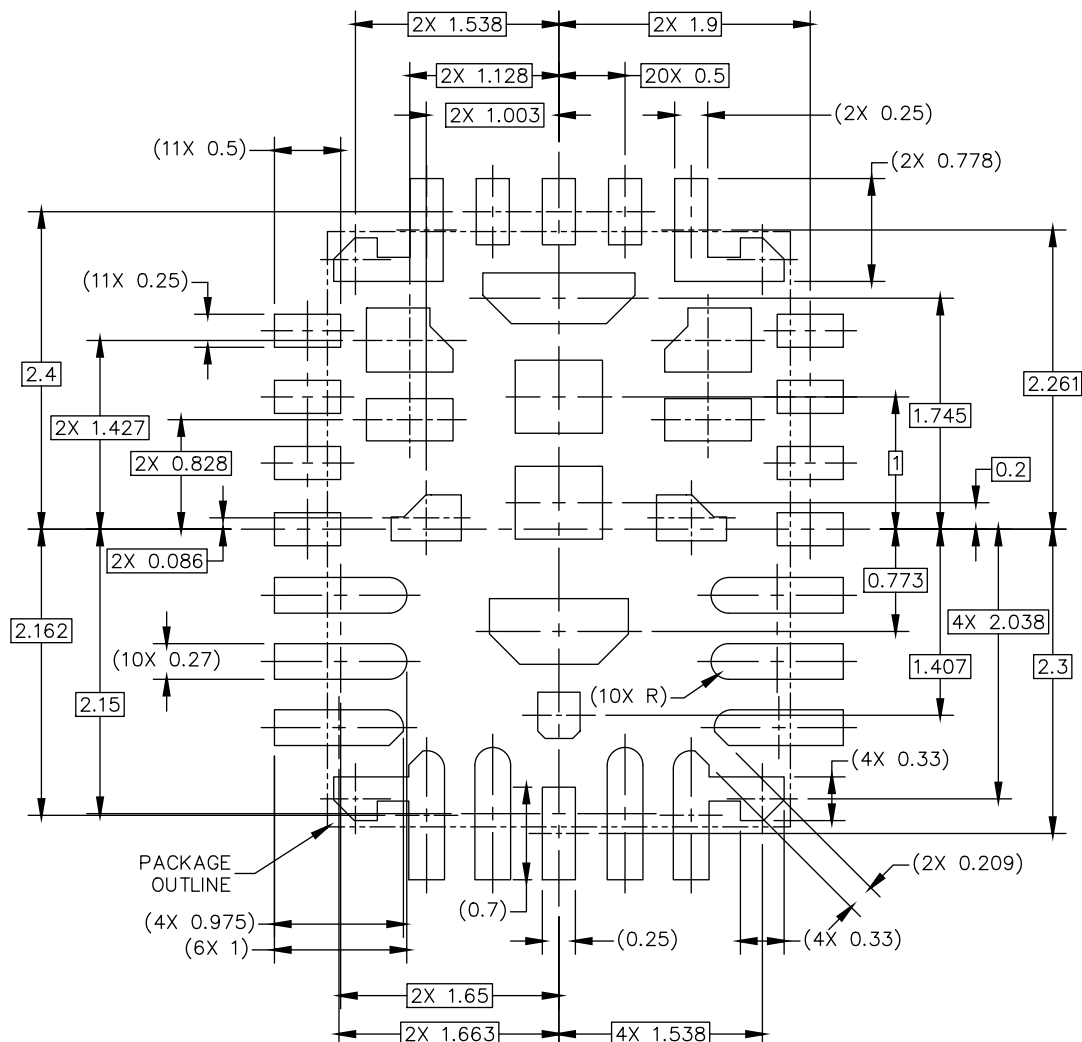 2X 1.538
2X 1.9
2X 1.128
20X 0.5
2X 1.003
(2X 0.25)
(11X 0.5)
(2X 0.778)
(11X 0.25)
2.4
2.261
1.745
2X 1.427
2X 0.828
1
0.2
2X 0.086
0.773
2.162
4X 2.038
(10X 0.27)
1.407
2.3
2.15
(10X R)
(4X 0.33)
PACKAGE
OUTLINE
(2X 0.209)
(4X 0.975)
(0.7)
(0.25)
(4X 0.33)
(6X 1)
2X 1.65
2X 1.663
4X 1.538